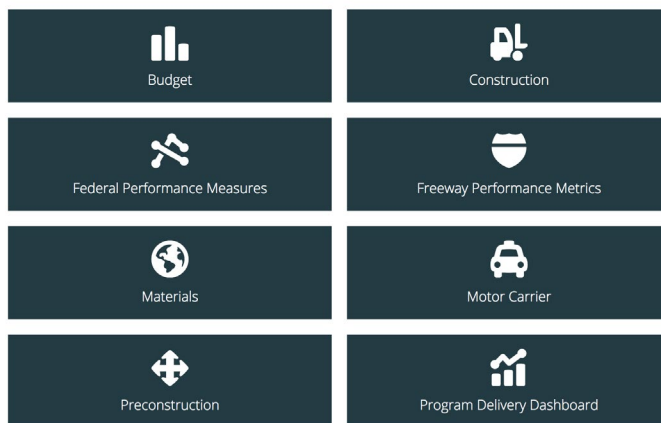 Budget
Construction
Federal Performance Measures
Freeway Performance Metrics
Materials
Motor Carrier
Preconstruction
Program Delivery Dashboard